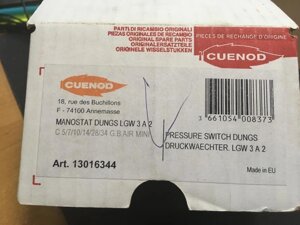 PARTI DI RICAMBIO ORIGINALI
PIEZAS ORIGINALES DE RECAMBIO
ORIGINAL SPARE PARTS
ORIGINALERSATZTEILE
ORIGINELE WISSELSTUKKEN
PIECES DE RECHANGE D'ORIGINE
CUENOD
CUENOD
18, rue des Buchillons
F - 74100 Annemasse
3 661054 008373
MANOSTAT DUNGS LGW 3 A 2
C 5/7/10/14/28/34 G.B.AIR MINI
PRESSURE SWITCH DUNGS
DRUCKWAECHTER. LGW 3 A 2
Art. 13016344
Made in EU